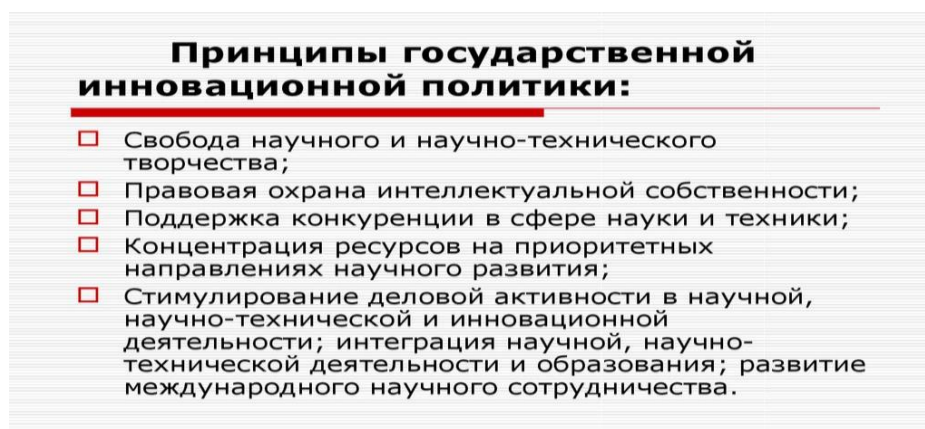 Принципы государственной
инновационной политики:
Свобода научного и научно-технического
творчества;
Правовая охрана интеллектуальной собственности;
Поддержка конкуренции в сфере науки и техники;
Концентрация ресурсов на приоритетных
направлениях научного развития;
Стимулирование деловой активности в научной,
научно-технической и инновационной
деятельности; интеграция научной, научно-
технической деятельности и образования; развитие
международного научного сотрудничества.